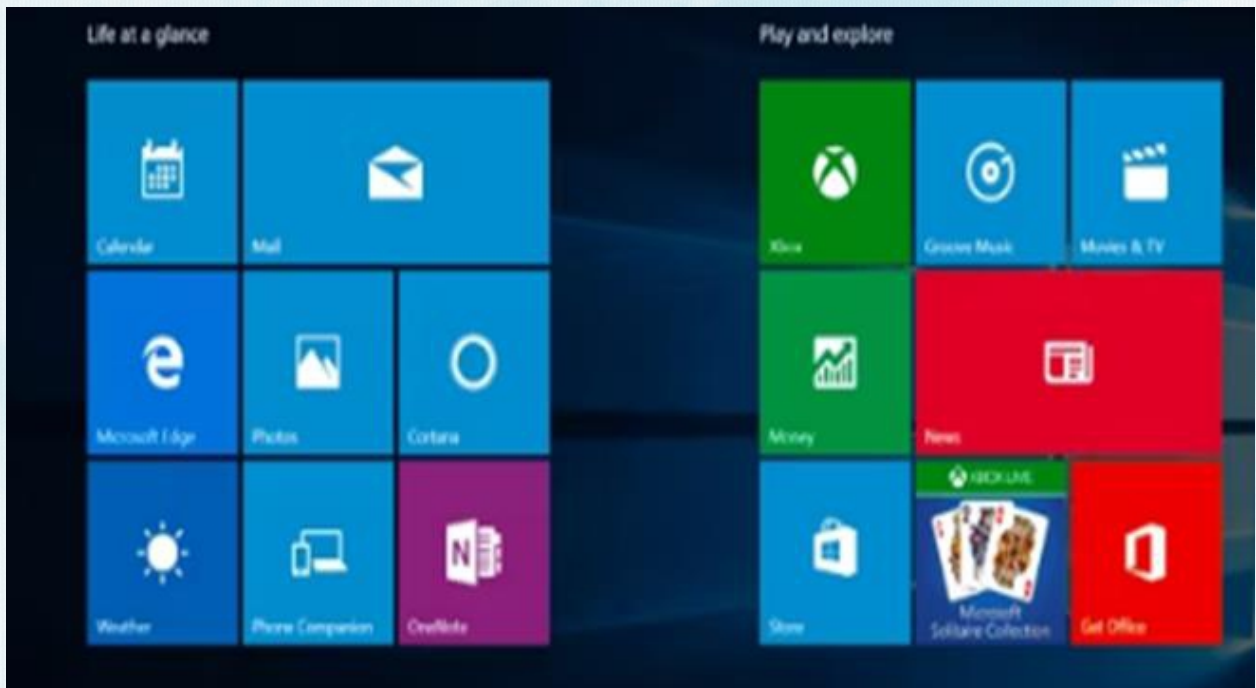 Life at a glance
Calendar
Mail
Microsoft Edge
Photos
Cortana
Weather
Phone Companion
N
OneNote
Play and explore
Xbox
Groove Music
Movies & TV
Money
News
Store
XBOX LIVE
Microsoft
Solitaire Collection
Get Office